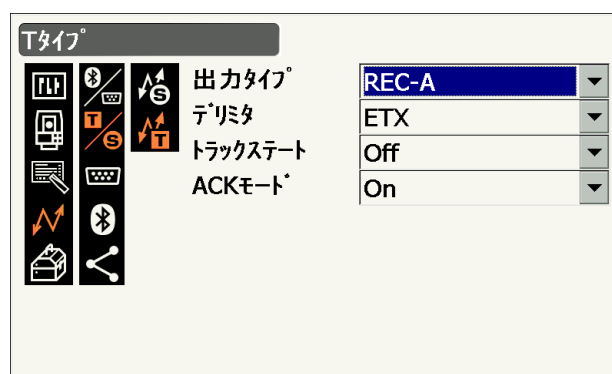 Tﾀｲﾌﾟ
出力ﾀｲﾌﾟ REC-A
ﾃﾞﾘﾐﾀ ETX
ﾄﾗｯｸｽﾃｰﾄ Off
ACKﾓｰﾄﾞ On
S
T S T